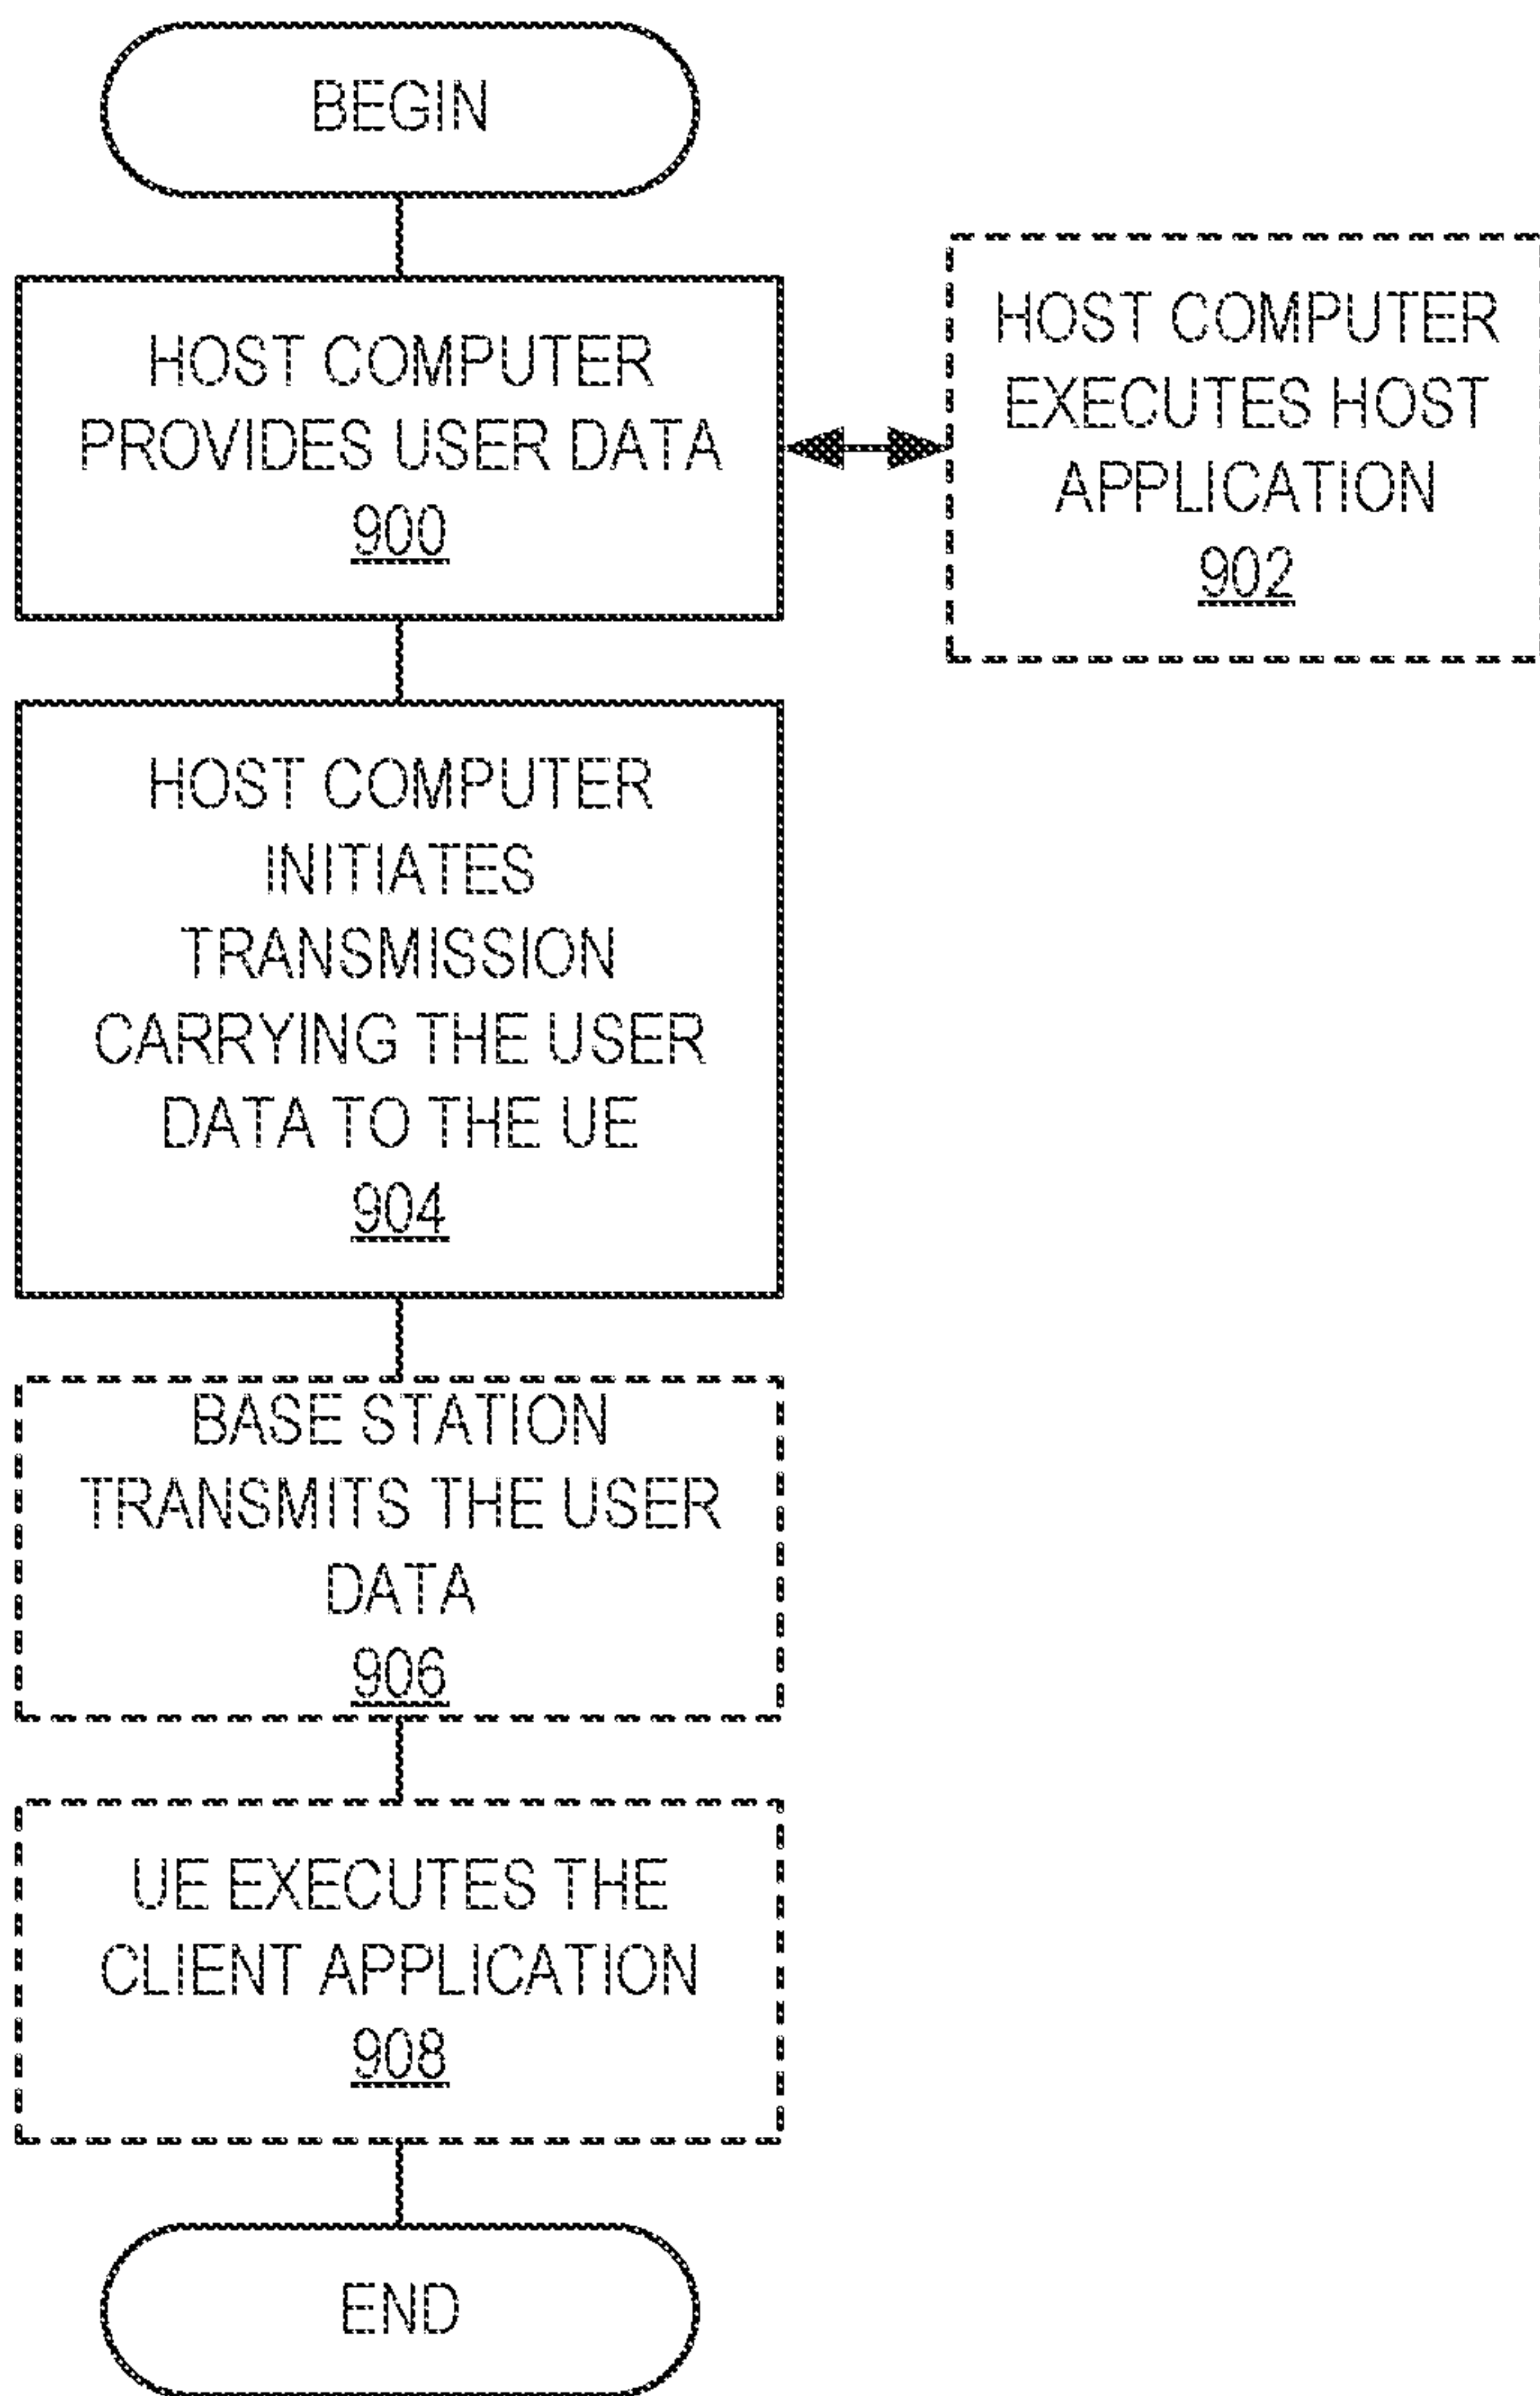 BEGIN
HOST COMPUTER
PROVIDES USER DATA
900
HOST COMPUTER
EXECUTES HOST
APPLICATION
902
HOST COMPUTER
INITIATES
TRANSMISSION
CARRYING THE USER
DATA TO THE UE
904
BASE STATION
TRANSMITS THE USER
DATA
906
UE EXECUTES THE
CLIENT APPLICATION
908
END